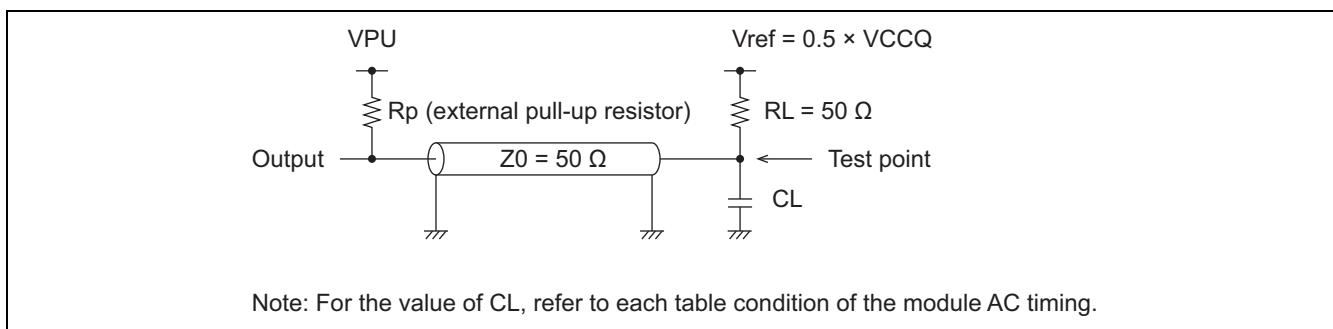 VPU
Vref = 0.5 × VCCQ
Rp (external pull-up resistor)
RL = 50 Ω
Output
Z0 = 50 Ω
Test point
CL
Note: For the value of CL, refer to each table condition of the module AC timing.